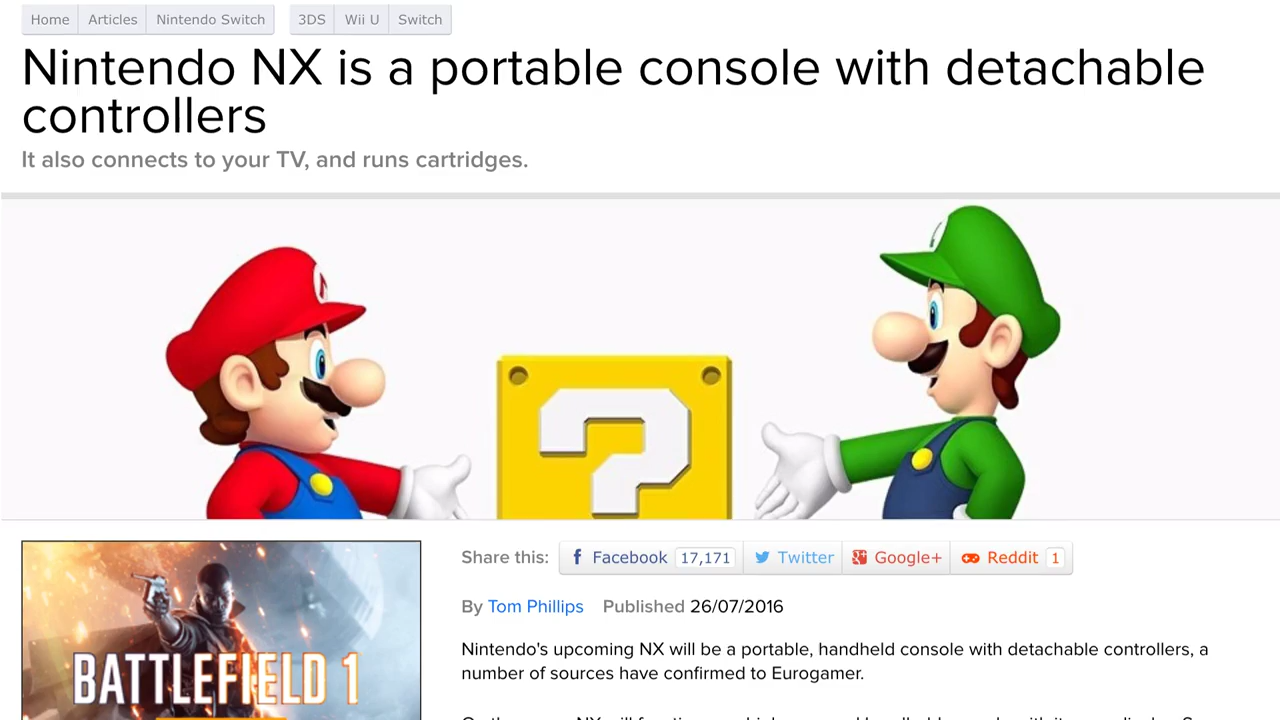 Home Articles Nintendo Switch 3DS Wii U Switch
Nintendo NX is a portable console with detachable
controllers
It also connects to your TV, and runs cartridges.
Share this: Facebook 17,171 Twitter Google+ Reddit 1
By Tom Phillips Published 26/07/2016
Nintendo's upcoming NX will be a portable, handheld console with detachable controllers, a
number of sources have confirmed to Eurogamer.
BATTLEFIELD 1